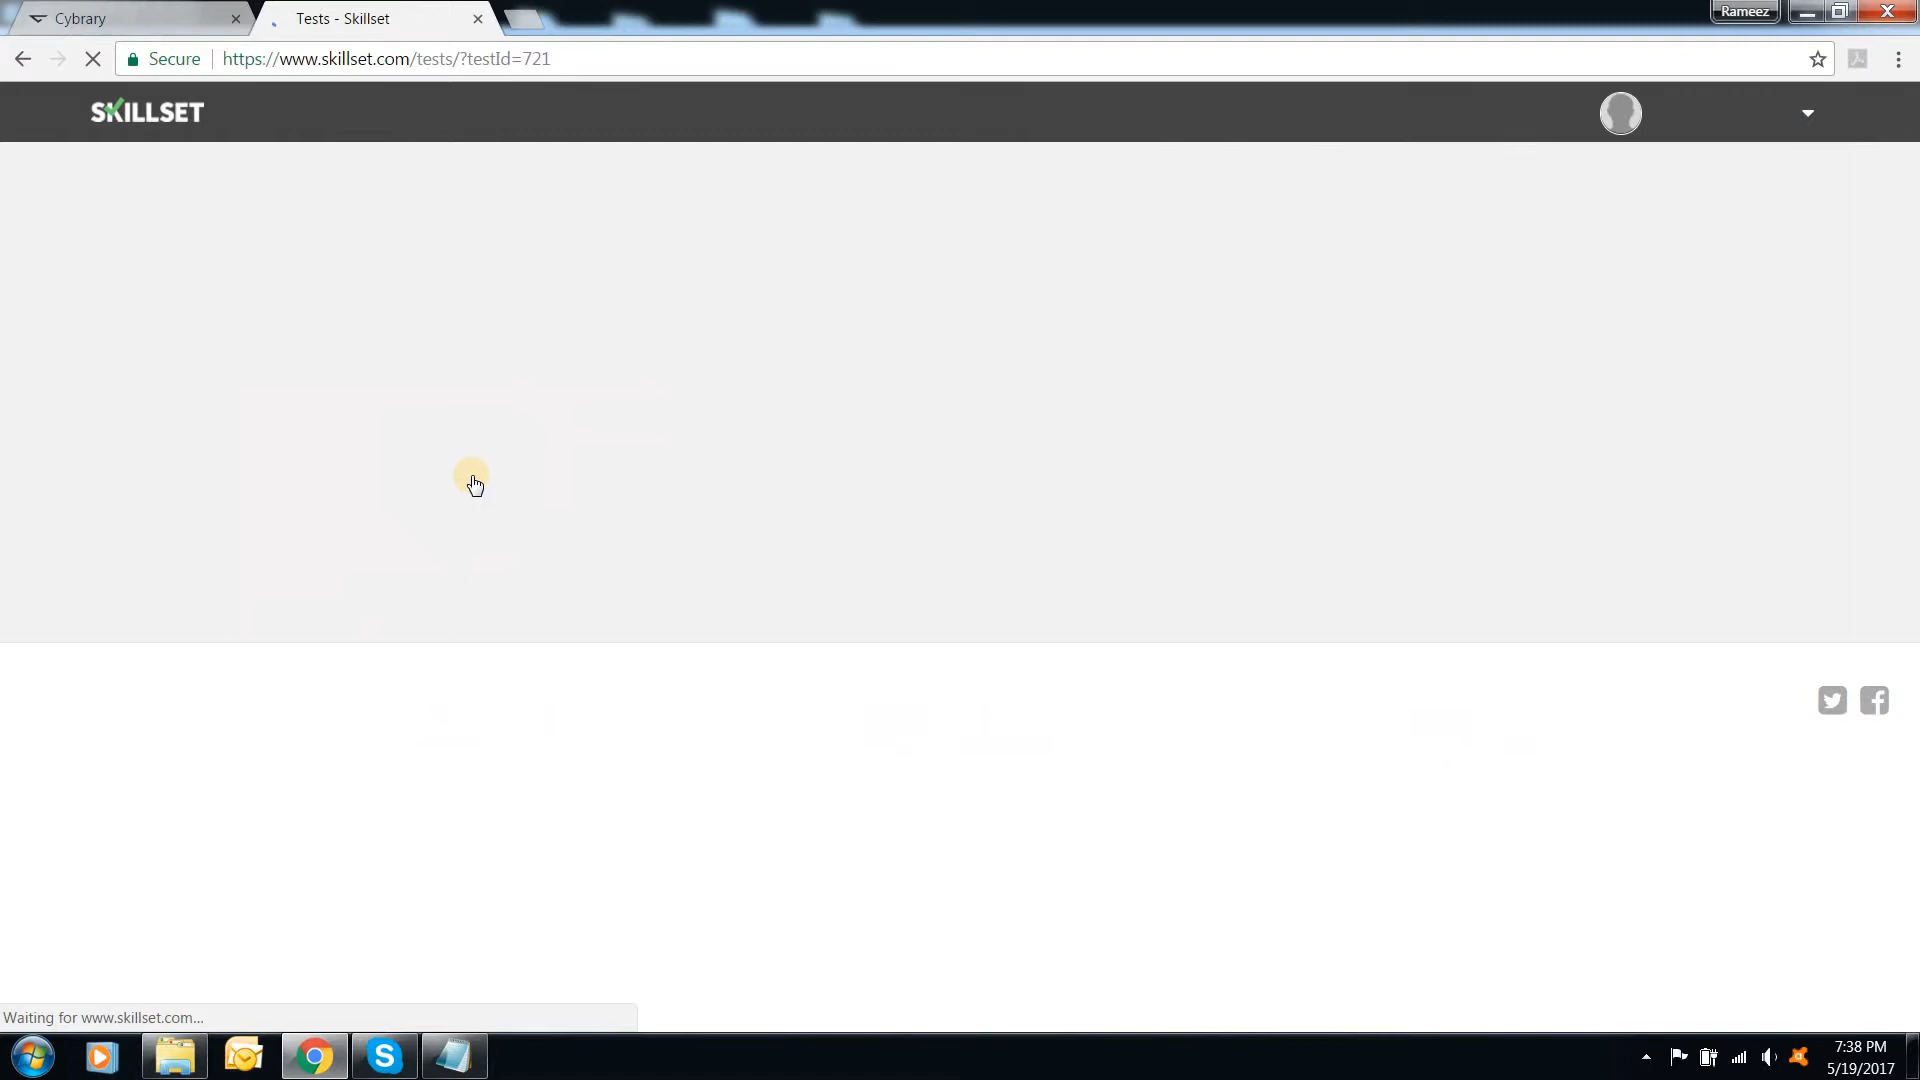 Cybrary
Tests - Skillset
Rameez
Secure
https://www.skillset.com/tests/?testId=721
SKILLSET
Waiting for www.skillset.com...
7:38 PM
5/19/2017